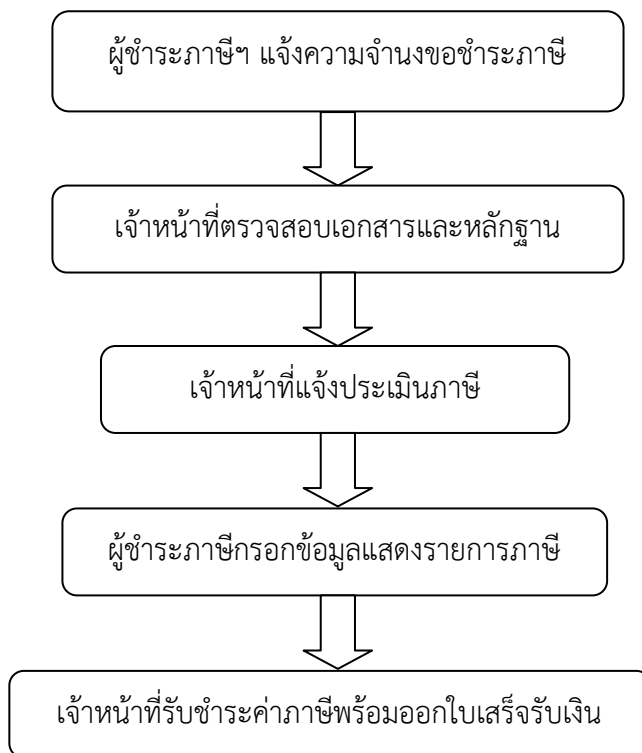 ผู้ชำระภาษีฯ แจ้งความจำนงขอชำระภาษี
เจ้าหน้าที่ตรวจสอบเอกสารและหลักฐาน
เจ้าหน้าที่แจ้งประเมินภาษี
ผู้ชำระภาษีกรอกข้อมูลแสดงรายการภาษี
เจ้าหน้าที่รับชำระค่าภาษีพร้อมออกใบเสร็จรับเงิน